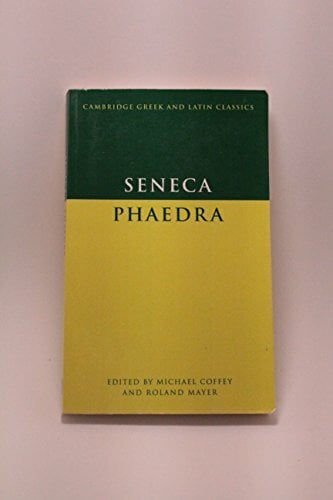 CAMBRIDGE GREEK AND LATIN CLASSICS
SENECA
PHAEDRA
EDITED BY MICHAEL COFFEY
AND ROLAND MAYER